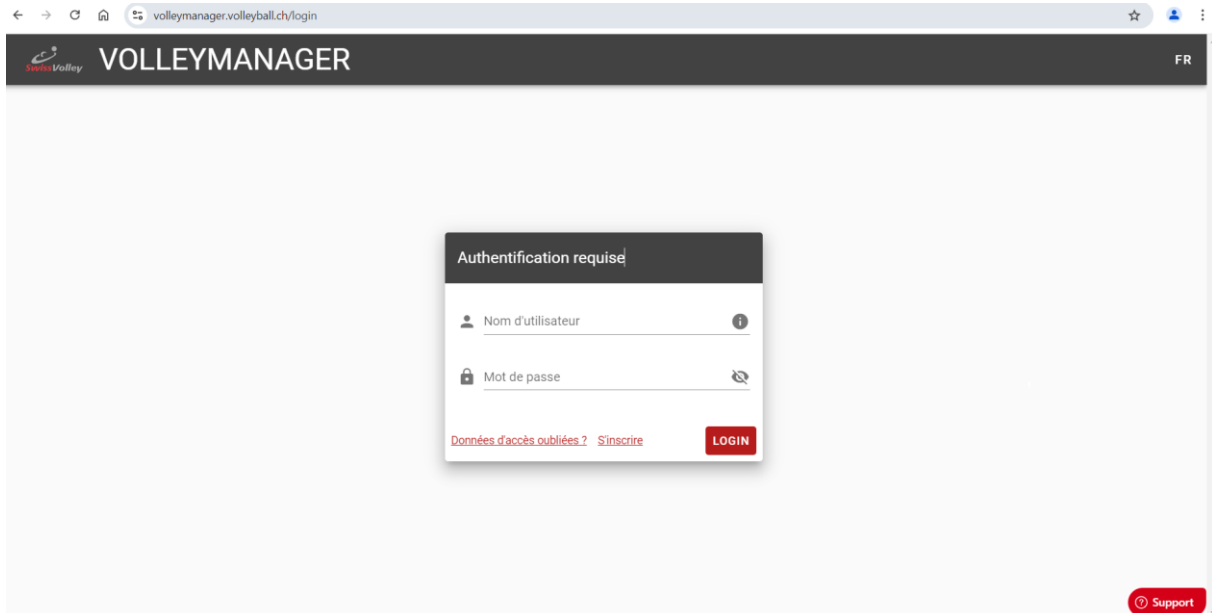 volleymanager.volleyball.ch/login
SwissVolley VOLLEYMANAGER FR
Authentification requise
Nom d'utilisateur
Mot de passe
Données d'accès oubliées ? S'inscrire LOGIN
Support